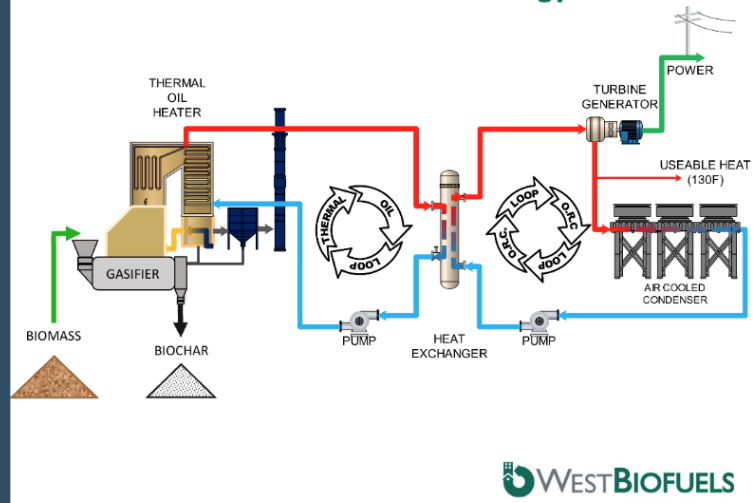 THERMAL
OIL
HEATER
POWER
TURBINE
GENERATOR
USEABLE HEAT
(130F)
THERMAL OIL LOOP
O.R.C LOOP O.R.C. LOOP
GASIFIER
AIR COOLED
CONDENSER
BIOMASS
BIOCHAR
PUMP
HEAT
EXCHANGER
PUMP
WESTBIOFUELS